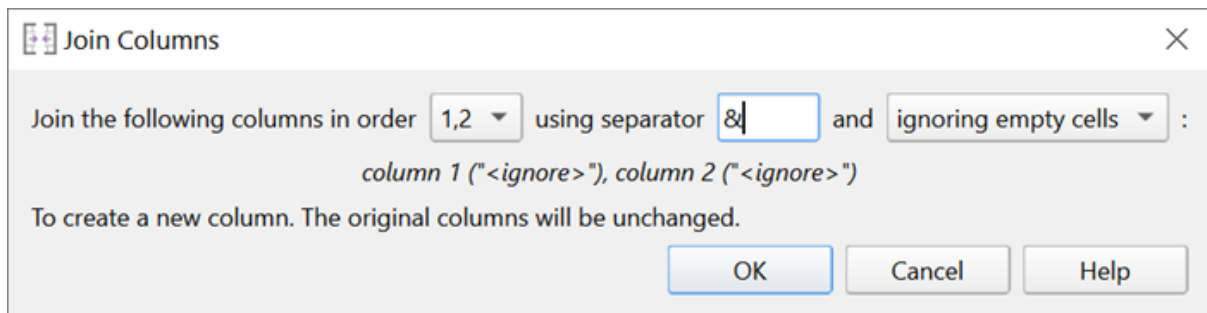 Join Columns
Join the following columns in order 1,2 using separator & and ignoring empty cells :
column 1 ("<ignore>"), column 2 ("<ignore>")
To create a new column. The original columns will be unchanged.
OK Cancel Help